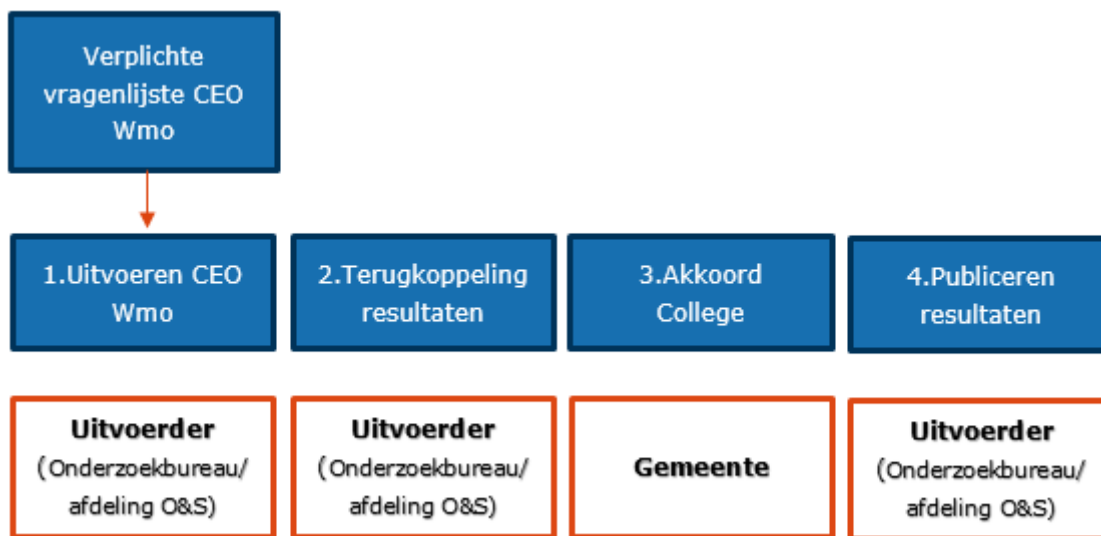 Verplichte
vragenlijste CEO
Wmo
1.Uitvoeren CEO
Wmo
2.Terugkoppeling
resultaten
3.Akkoord
College
4.Publiceren
resultaten
Uitvoerder
(Onderzoekbureau/
afdeling O&S)
Uitvoerder
(Onderzoekbureau/
afdeling O&S)
Gemeente
Uitvoerder
(Onderzoekbureau/
afdeling O&S)